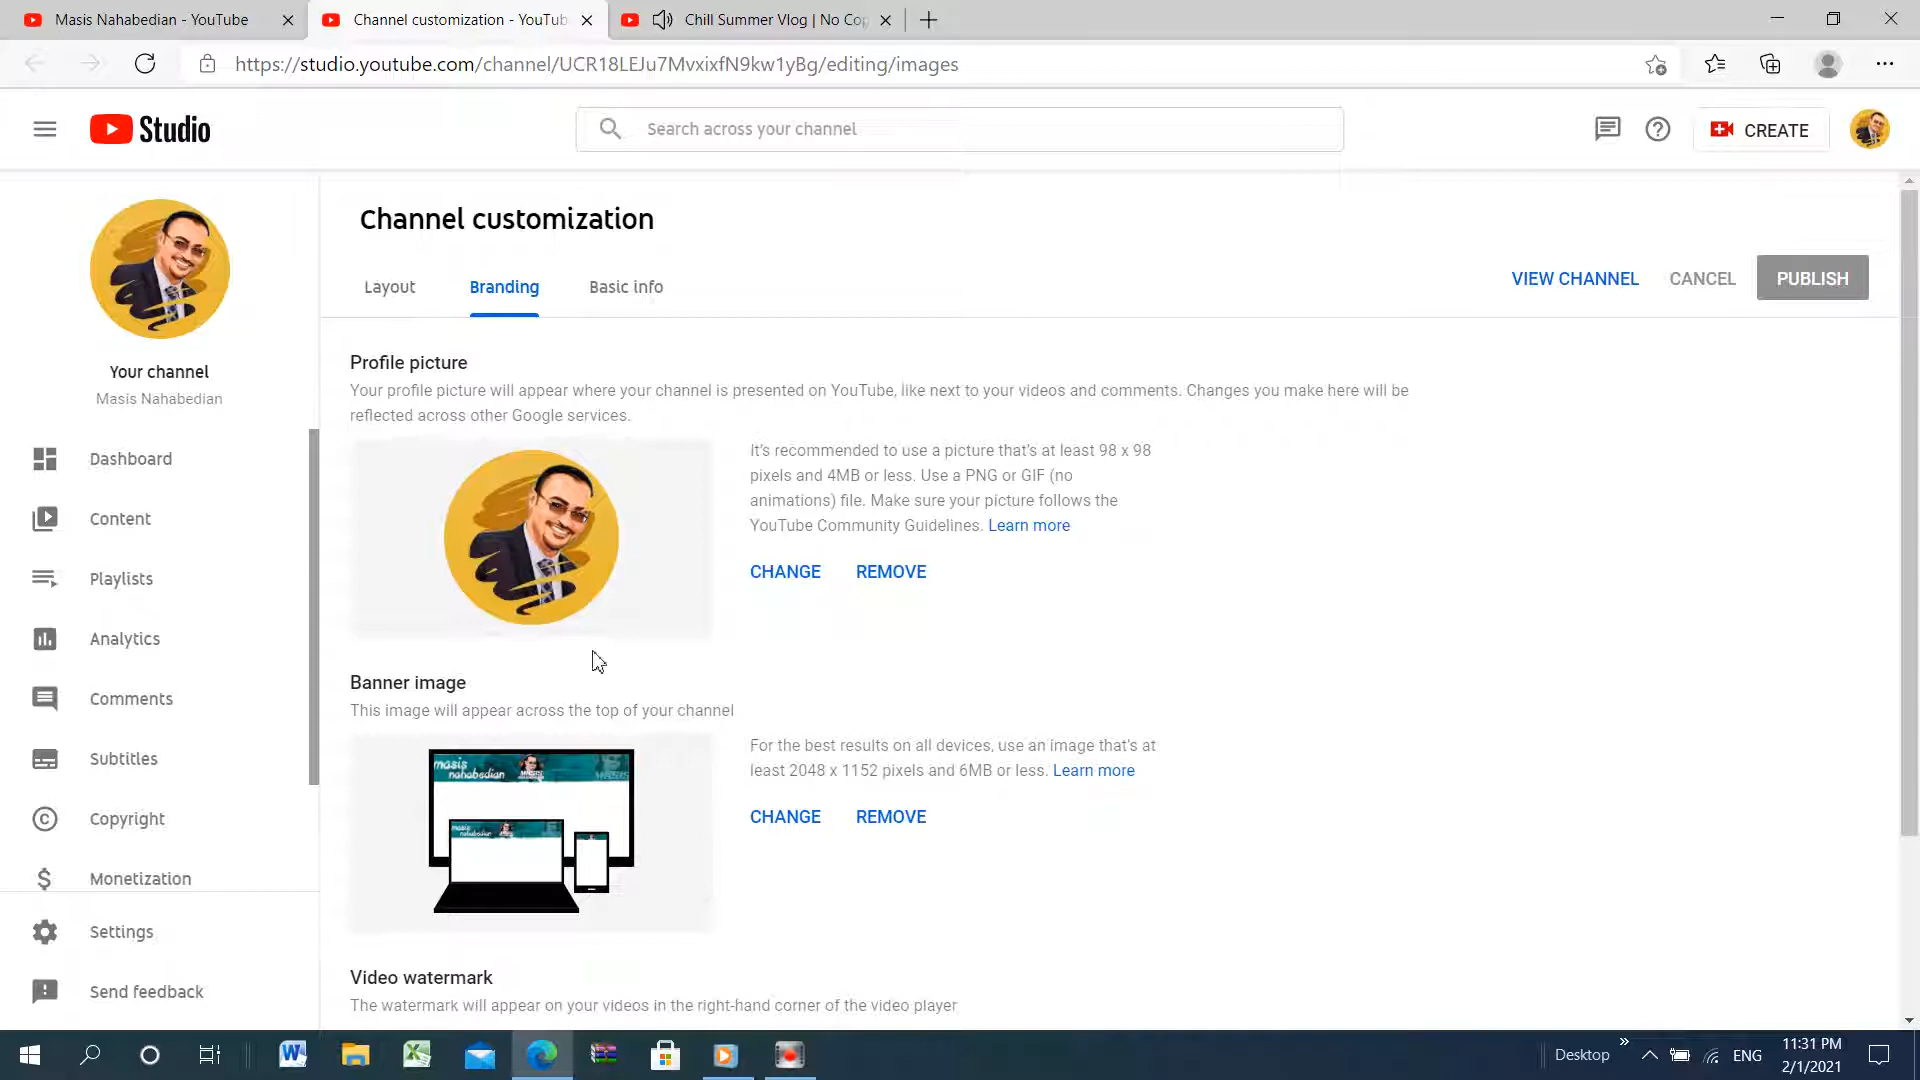 Masis Nahabedian - YouTube
Channel customization - YouTub
Chill Summer Vlog | No Cop
https://studio.youtube.com/channel/UCR18LEJu7MvxixfN9kw1yBg/editing/images
Studio
Search across your channel
CREATE
Your channel
Masis Nahabedian
Dashboard
Content
Playlists
Analytics
Comments
Subtitles
Copyright
Monetization
Settings
Send feedback
Channel customization
Layout
Branding
Basic info
VIEW CHANNEL
CANCEL
PUBLISH
Profile picture
Your profile picture will appear where your channel is presented on YouTube, like next to your videos and comments. Changes you make here will be
reflected across other Google services.
It's recommended to use a picture that's at least 98 x 98
pixels and 4MB or less. Use a PNG or GIF (no
animations) file. Make sure your picture follows the
YouTube Community Guidelines. Learn more
CHANGE
REMOVE
Banner image
This image will appear across the top of your channel
masis
nahabedian
MASIS
For the best results on all devices, use an image that's at
least 2048 x 1152 pixels and 6MB or less. Learn more
CHANGE
REMOVE
Video watermark
The watermark will appear on your videos in the right-hand corner of the video player
Desktop
ENG
11:31 PM
2/1/2021